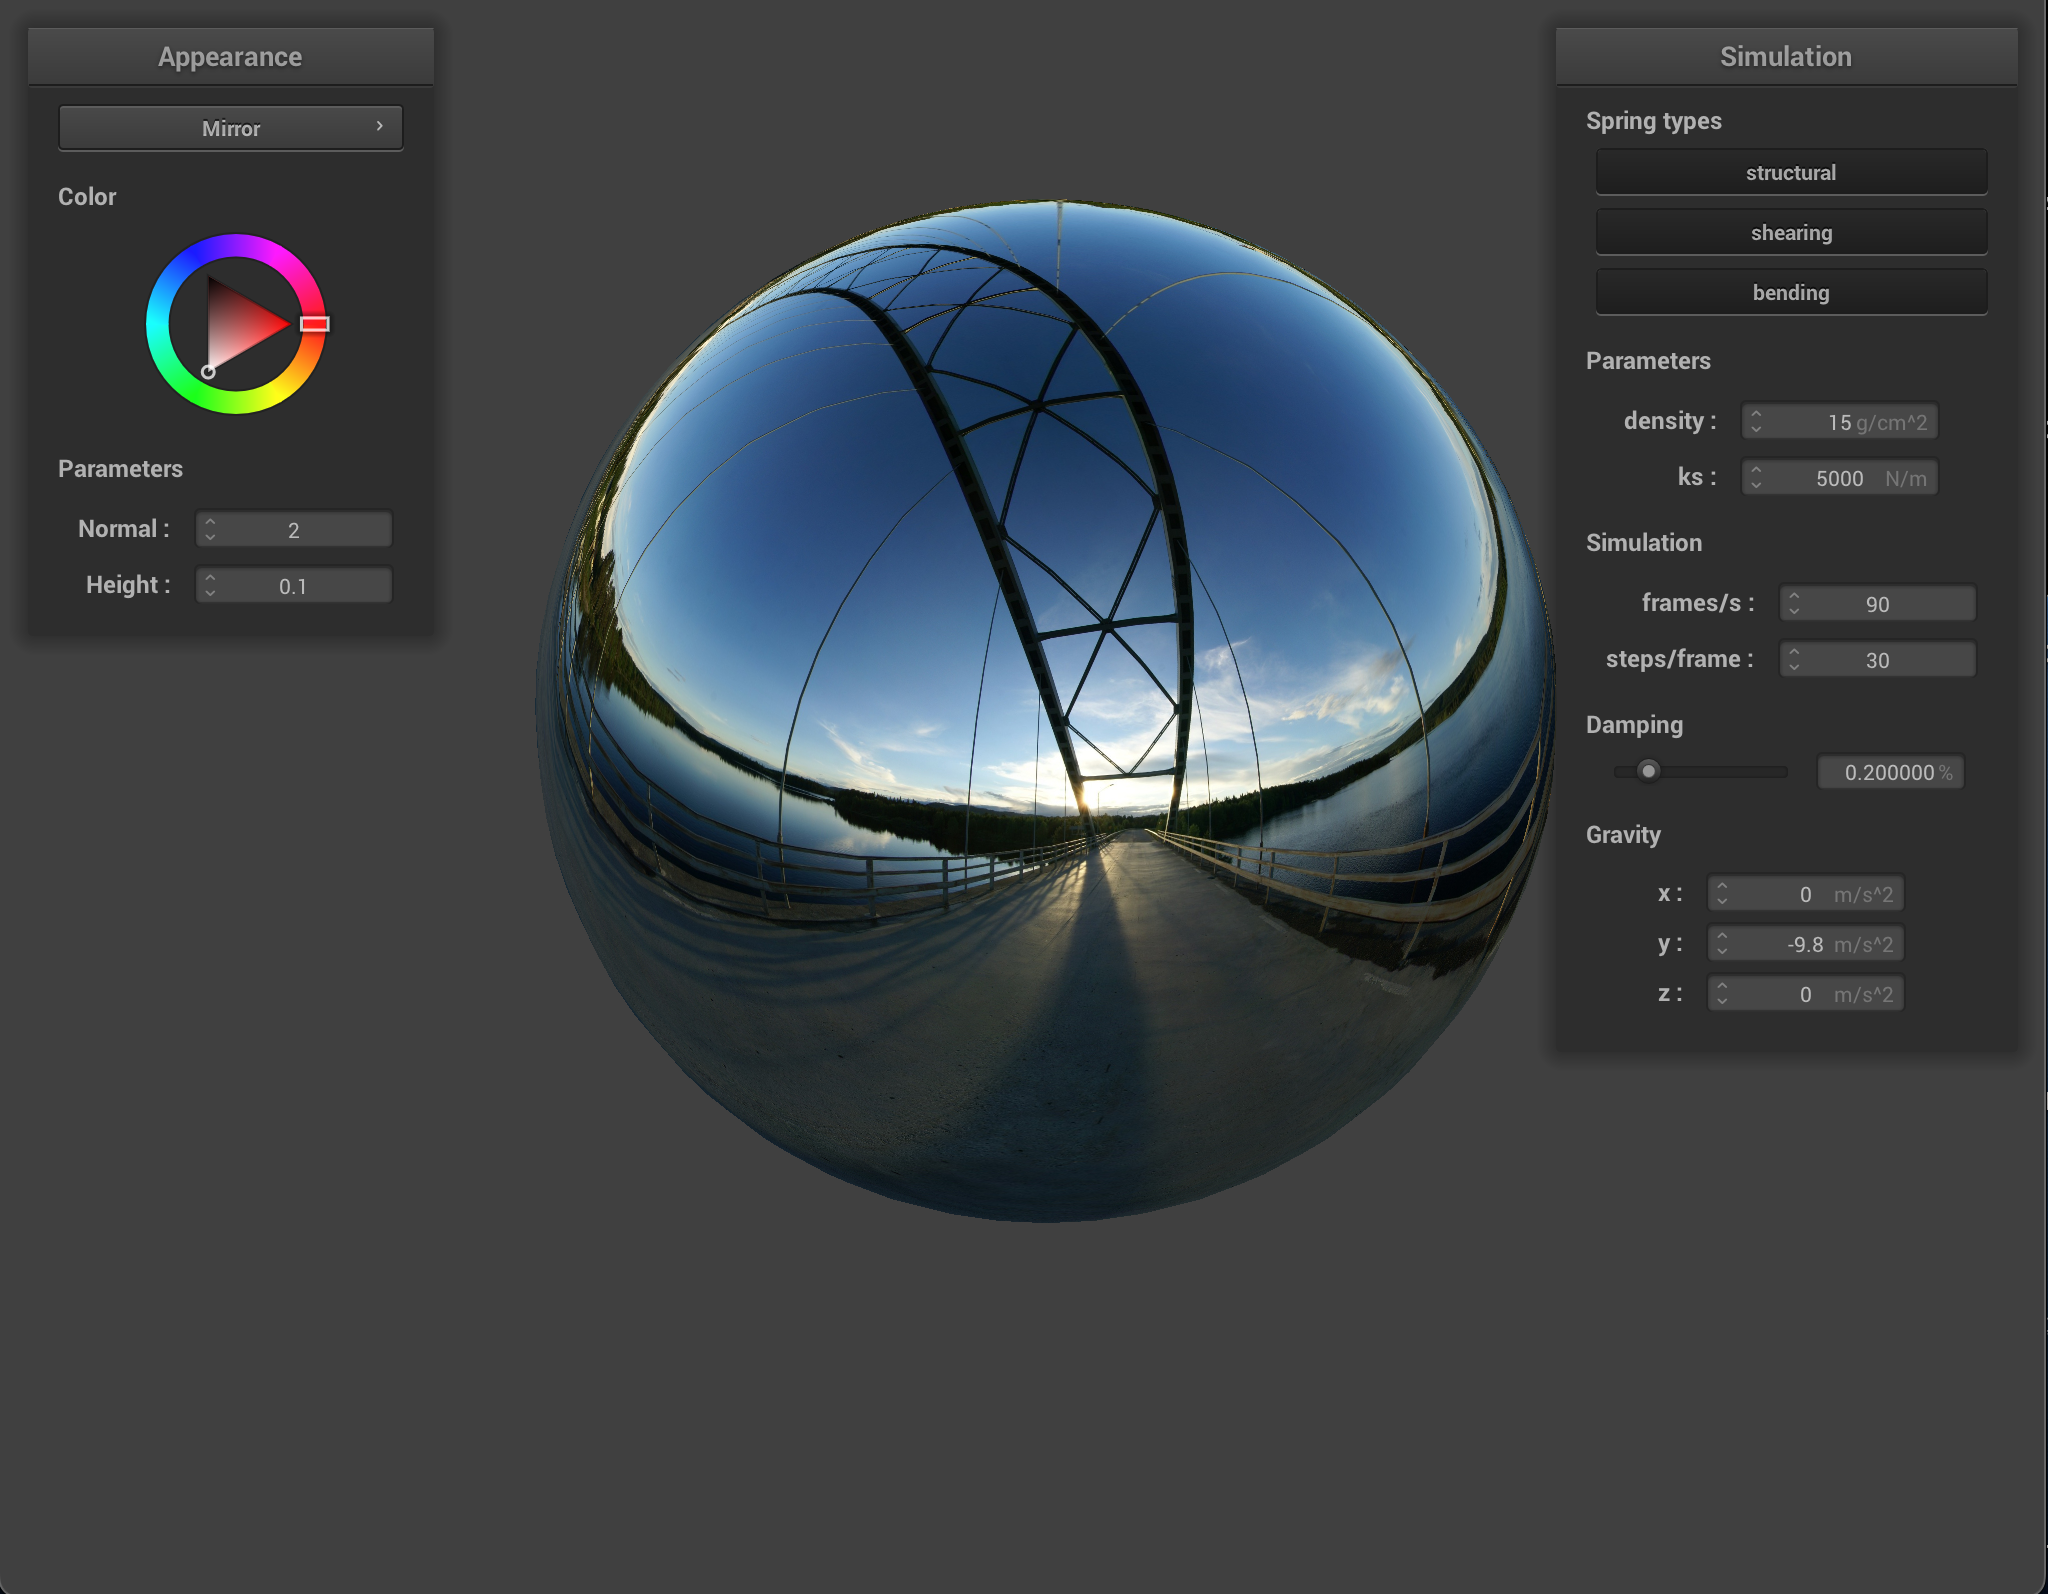 Appearance
Mirror
Color
Parameters
Normal : 2
Height : 0.1
Simulation
Spring types
structural
shearing
bending
Parameters
density : 15 g/cm^2
ks : 5000 N/m
Simulation
frames/s : 90
steps/frame : 30
Damping
0.200000 %
Gravity
x : 0 m/s^2
y : -9.8 m/s^2
z : 0 m/s^2